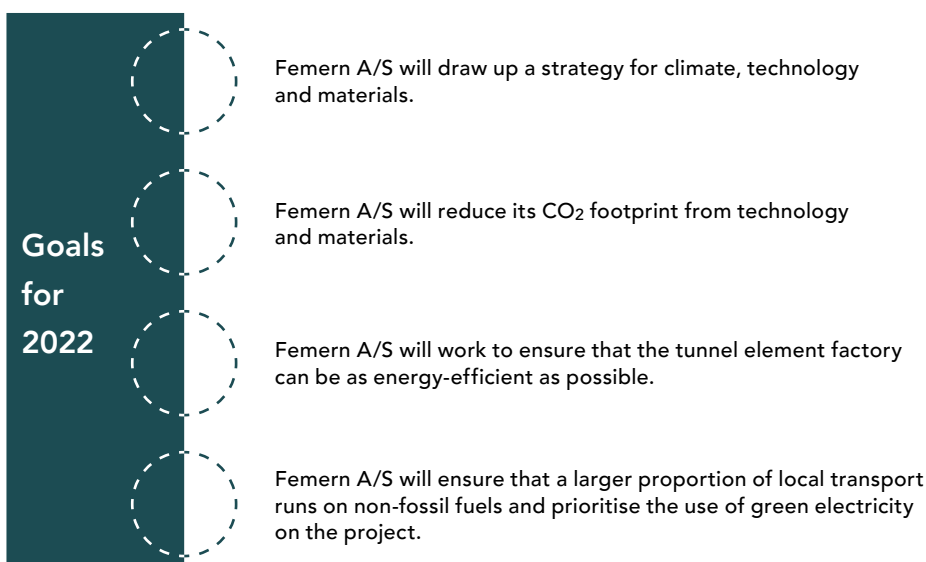 Goals
for
2022
Femern A/S will draw up a strategy for climate, technology
and materials.
Femern A/S will reduce its CO2 footprint from technology
and materials.
Femern A/S will work to ensure that the tunnel element factory
can be as energy-efficient as possible.
Femern A/S will ensure that a larger proportion of local transport
runs on non-fossil fuels and prioritise the use of green electricity
on the project.